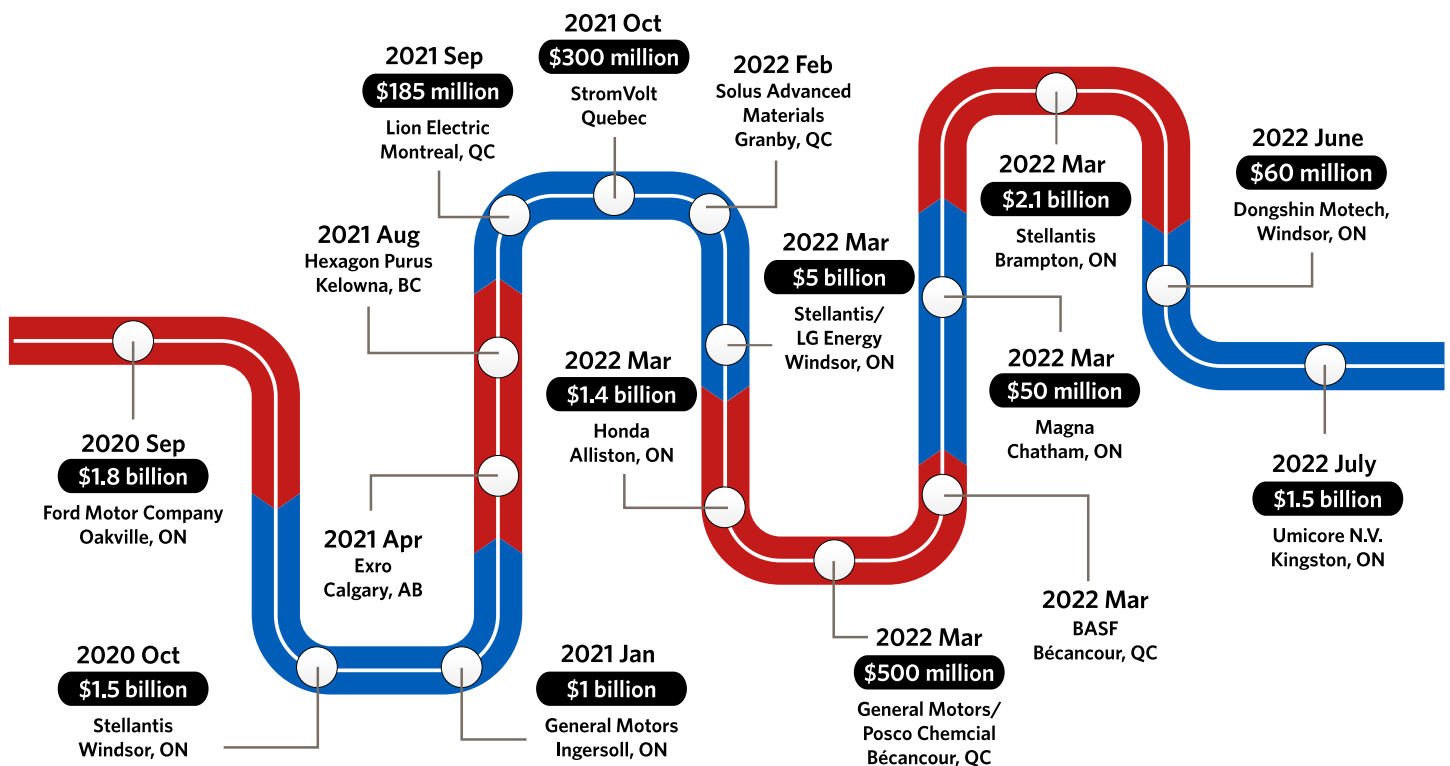 2020 Sep
$1.8 billion
Ford Motor Company
Oakville, ON
2020 Oct
$1.5 billion
Stellantis
Windsor, ON
2021 Jan
$1 billion
General Motors
Ingersoll, ON
2021 Apr
Exro
Calgary, AB
2021 Aug
Hexagon Purus
Kelowna, BC
2021 Sep
$185 million
Lion Electric
Montreal, QC
2021 Oct
$300 million
StromVolt
Quebec
2022 Feb
Solus Advanced
Materials
Granby, QC
2022 Mar
$5 billion
Stellantis/
LG Energy
Windsor, ON
2022 Mar
$1.4 billion
Honda
Alliston, ON
2022 Mar
$500 million
General Motors/
Posco Chemcial
Bécancour, QC
2022 Mar
BASF
Bécancour, QC
2022 Mar
$50 million
Magna
Chatham, ON
2022 Mar
$2.1 billion
Stellantis
Brampton, ON
2022 June
$60 million
Dongshin Motech,
Windsor, ON
2022 July
$1.5 billion
Umicore N.V.
Kingston, ON